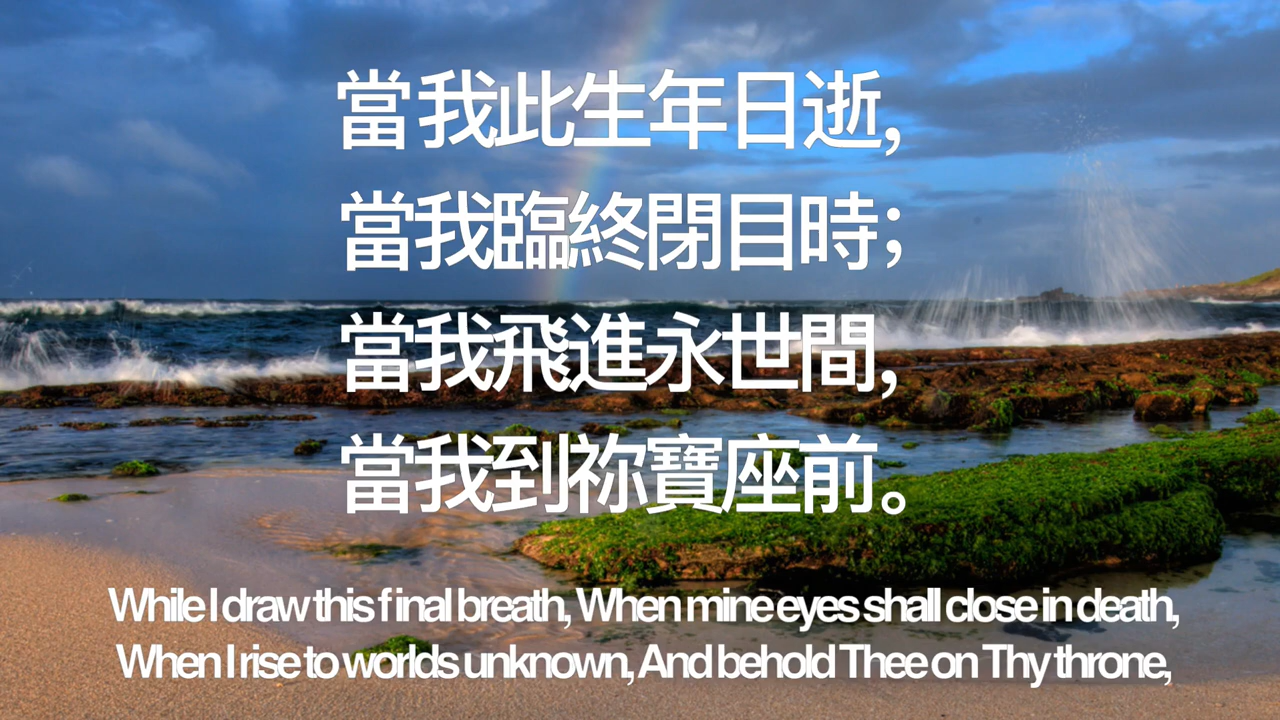 當我此生年日逝,
當我臨終閉目時;
當我飛進永世間,
當我到祢寶座前。
While I draw this final breath, When mine eyes shall close in death,
When I rise to worlds unknown, And behold Thee on Thy throne,